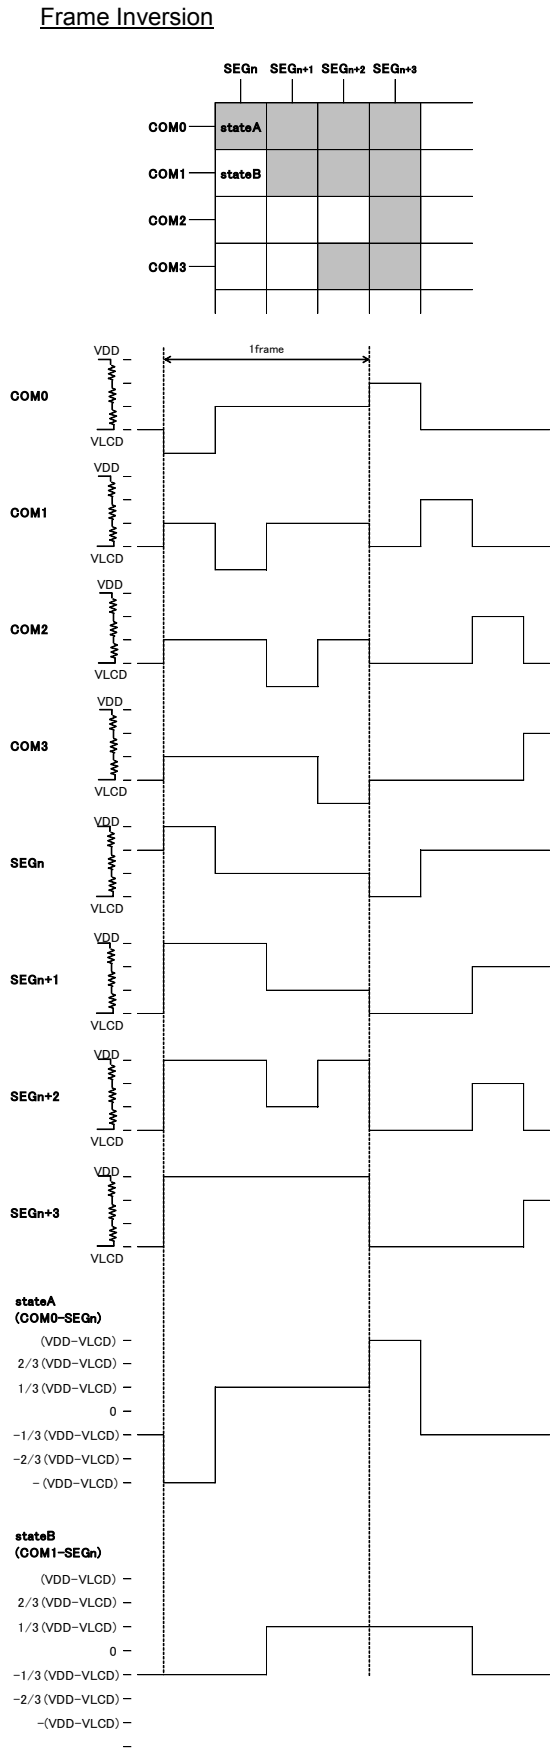 Frame Inversion
SEGn SEGn+1 SEGn+2 SEGn+3
COM0 stateA
COM1 stateB
COM2
COM3
VDD 1frame
COM0
VLCD
VDD
COM1
VLCD
VDD
COM2
VLCD
VDD
COM3
VLCD
VDD
SEGn
VLCD
VDD
SEGn+1
VLCD
VDD
SEGn+2
VLCD
VDD
SEGn+3
VLCD
stateA
(COM0-SEGn)
(VDD-VLCD)
2/3(VDD-VLCD)
1/3(VDD-VLCD)
0
-1/3(VDD-VLCD)
-2/3(VDD-VLCD)
-(VDD-VLCD)
stateB
(COM1-SEGn)
(VDD-VLCD)
2/3(VDD-VLCD)
1/3(VDD-VLCD)
0
-1/3(VDD-VLCD)
-2/3(VDD-VLCD)
-(VDD-VLCD)